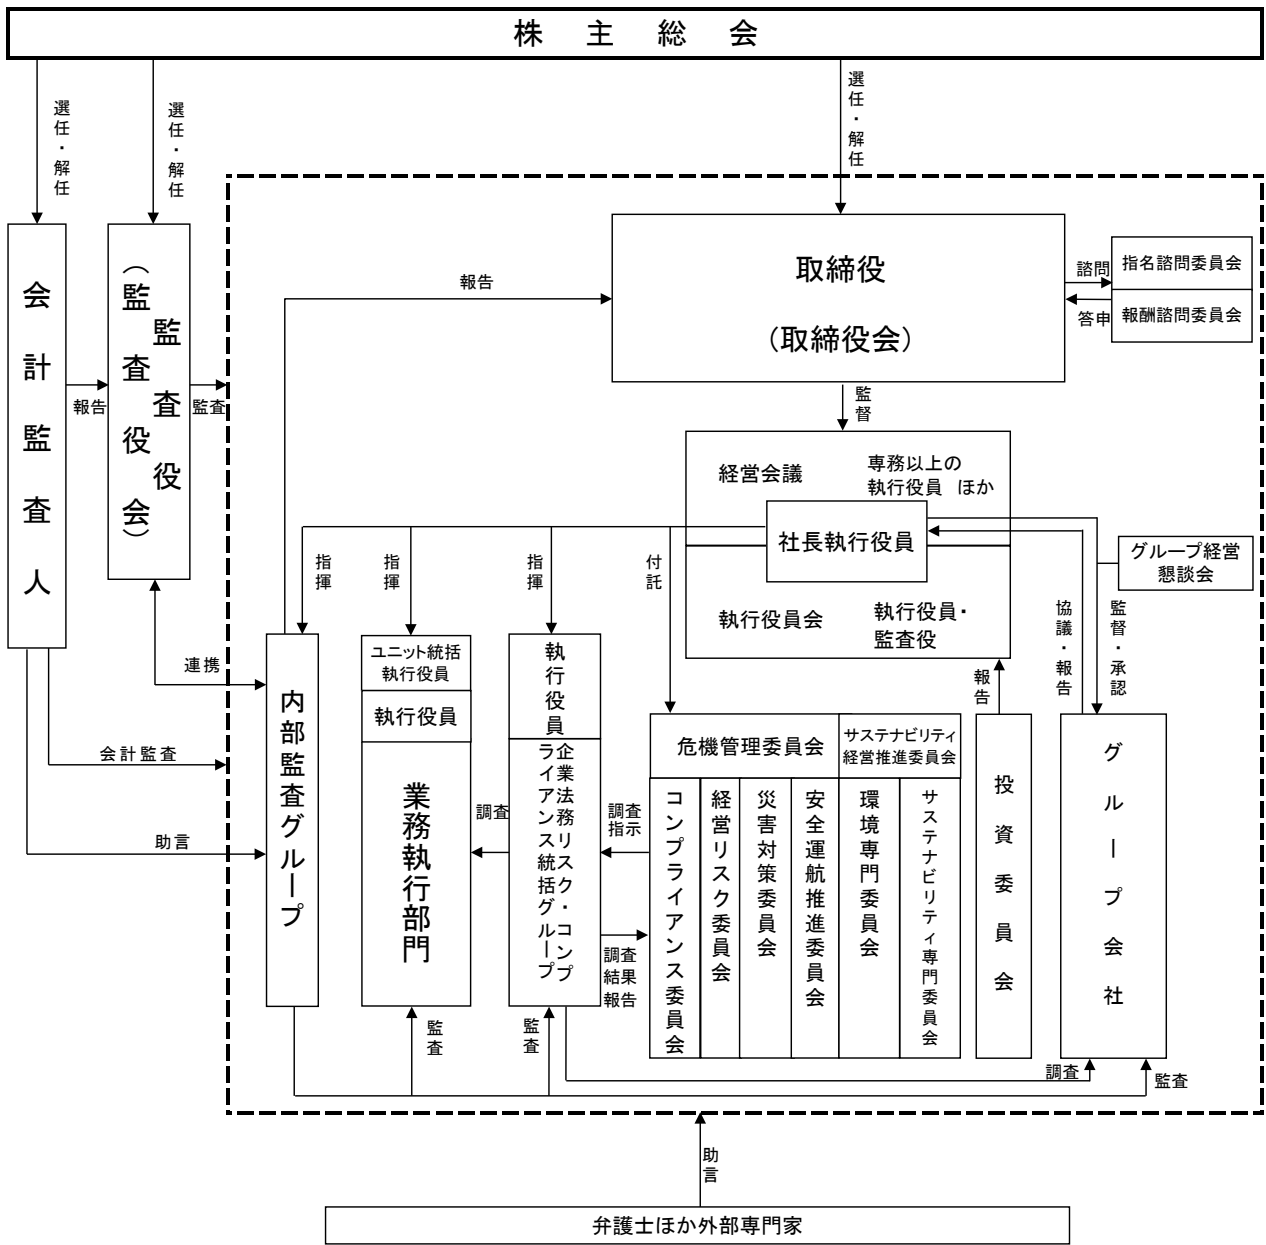 株主総会
選任・解任
選任・解任
選任・解任
会計監査人
監査役
（監査役会）
報告
監査
報告
取締役
（取締役会）
諮問
答申
指名諮問委員会
報酬諮問委員会
監督
経営会議
専務以上の
執行役員 ほか
社長執行役員
執行役員会
執行役員・
監査役
グループ経営
懇談会
指揮
指揮
指揮
付託
協議・報告
監督・承認
報告
連携
会計監査
助言
内部監査グループ
ユニット統括
執行役員
執行役員
業務執行部門
調査
執行役員
企業法務リスク・コンプ
ライアンス統括グループ
調査
指示
調査
結果
報告
危機管理委員会
サステナビリティ
経営推進委員会
コンプライアンス委員会
経営リスク委員会
災害対策委員会
安全運航推進委員会
環境専門委員会
サステナビリティ専門委員会
投資委員会
グループ会社
監査
監査
調査
監査
助言
弁護士ほか外部専門家